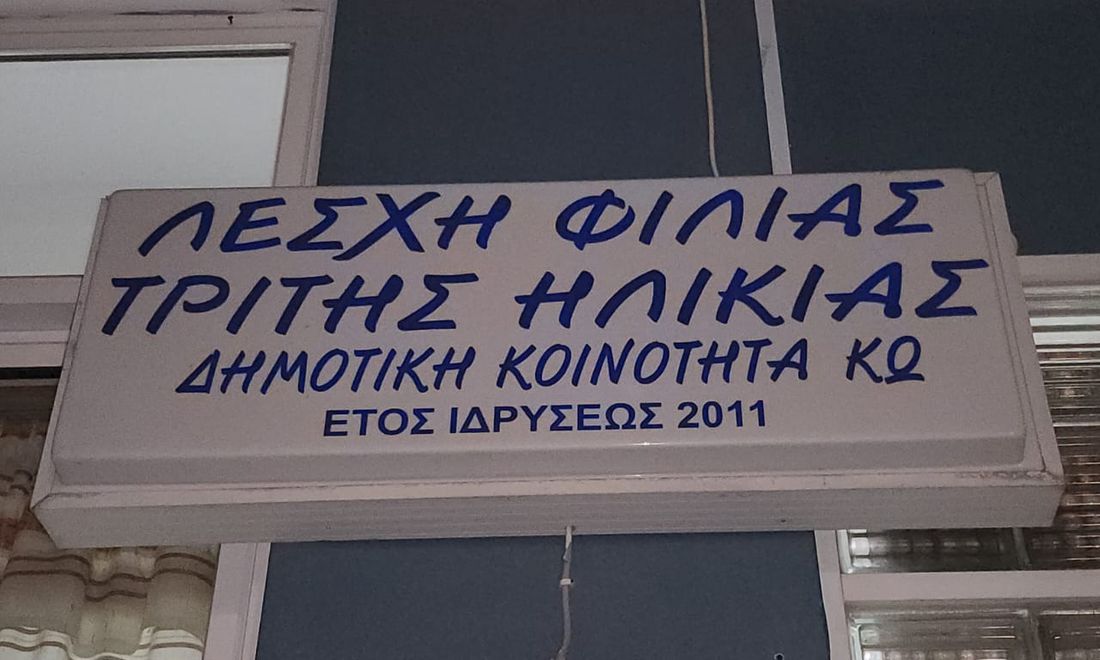 ΛΕΣΧΗ ΦΙΛΙΑΣ
ΤΡΙΤΗΣ ΗΛΙΚΙΑΣ
ΔΗΜΟΤΙΚΗ ΚΟΙΝΟΤΗΤΑ ΚΩ
ΕΤΟΣ ΙΔΡΥΣΕΩΣ 2011